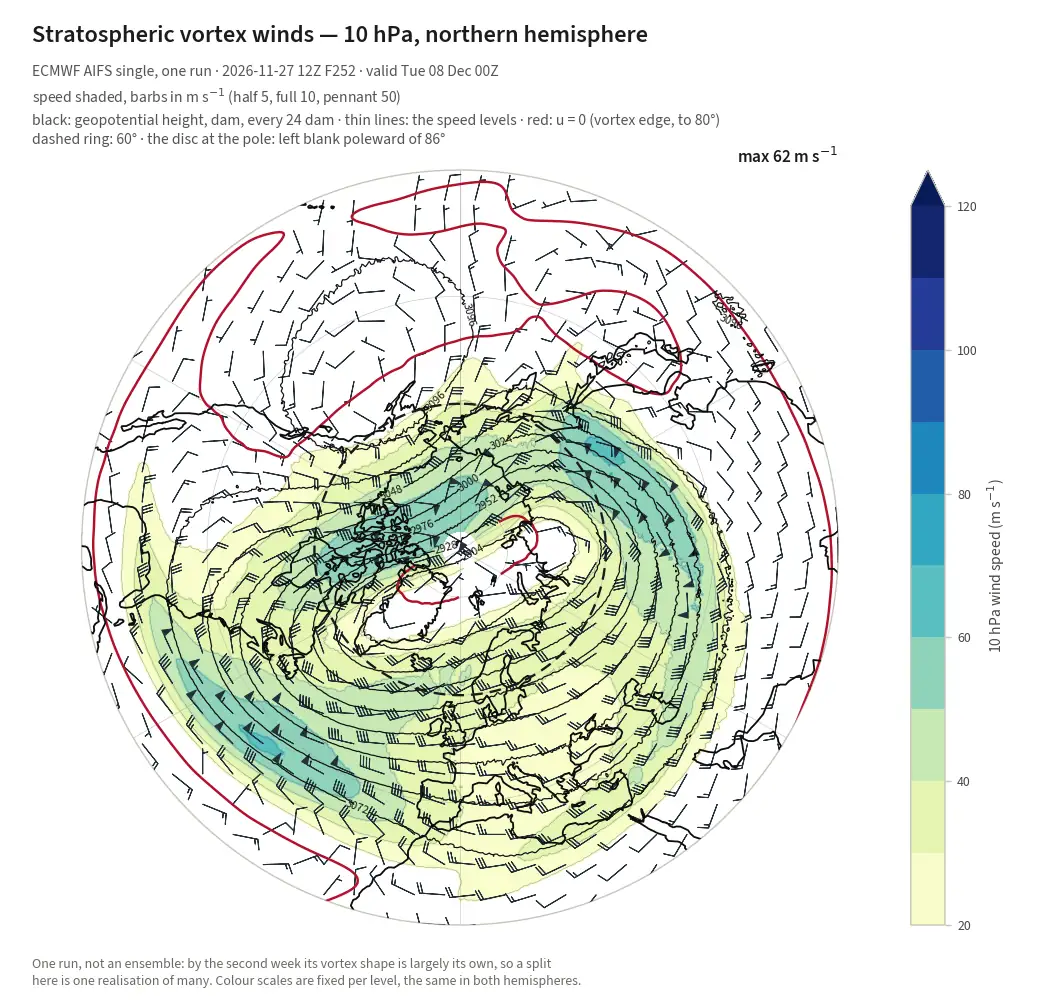 Stratospheric vortex winds — 10 hPa, northern hemisphere
ECMWF AIFS single, one run · 2026-11-27 12Z F252 · valid Tue 08 Dec 00Z
speed shaded, barbs in m s⁻¹ (half 5, full 10, pennant 50)
black: geopotential height, dam, every 24 dam · thin lines: the speed levels · red: u = 0 (vortex edge, to 80°)
dashed ring: 60° · the disc at the pole: left blank poleward of 86°
max 62 m s⁻¹
120
100
80
60
40
20
10 hPa wind speed (m s⁻¹)
3096
3096
3024
3000
3048
2952
2976
2928
One run, not an ensemble: by the second week its vortex shape is largely its own, so a split
here is one realisation of many. Colour scales are fixed per level, the same in both hemispheres.